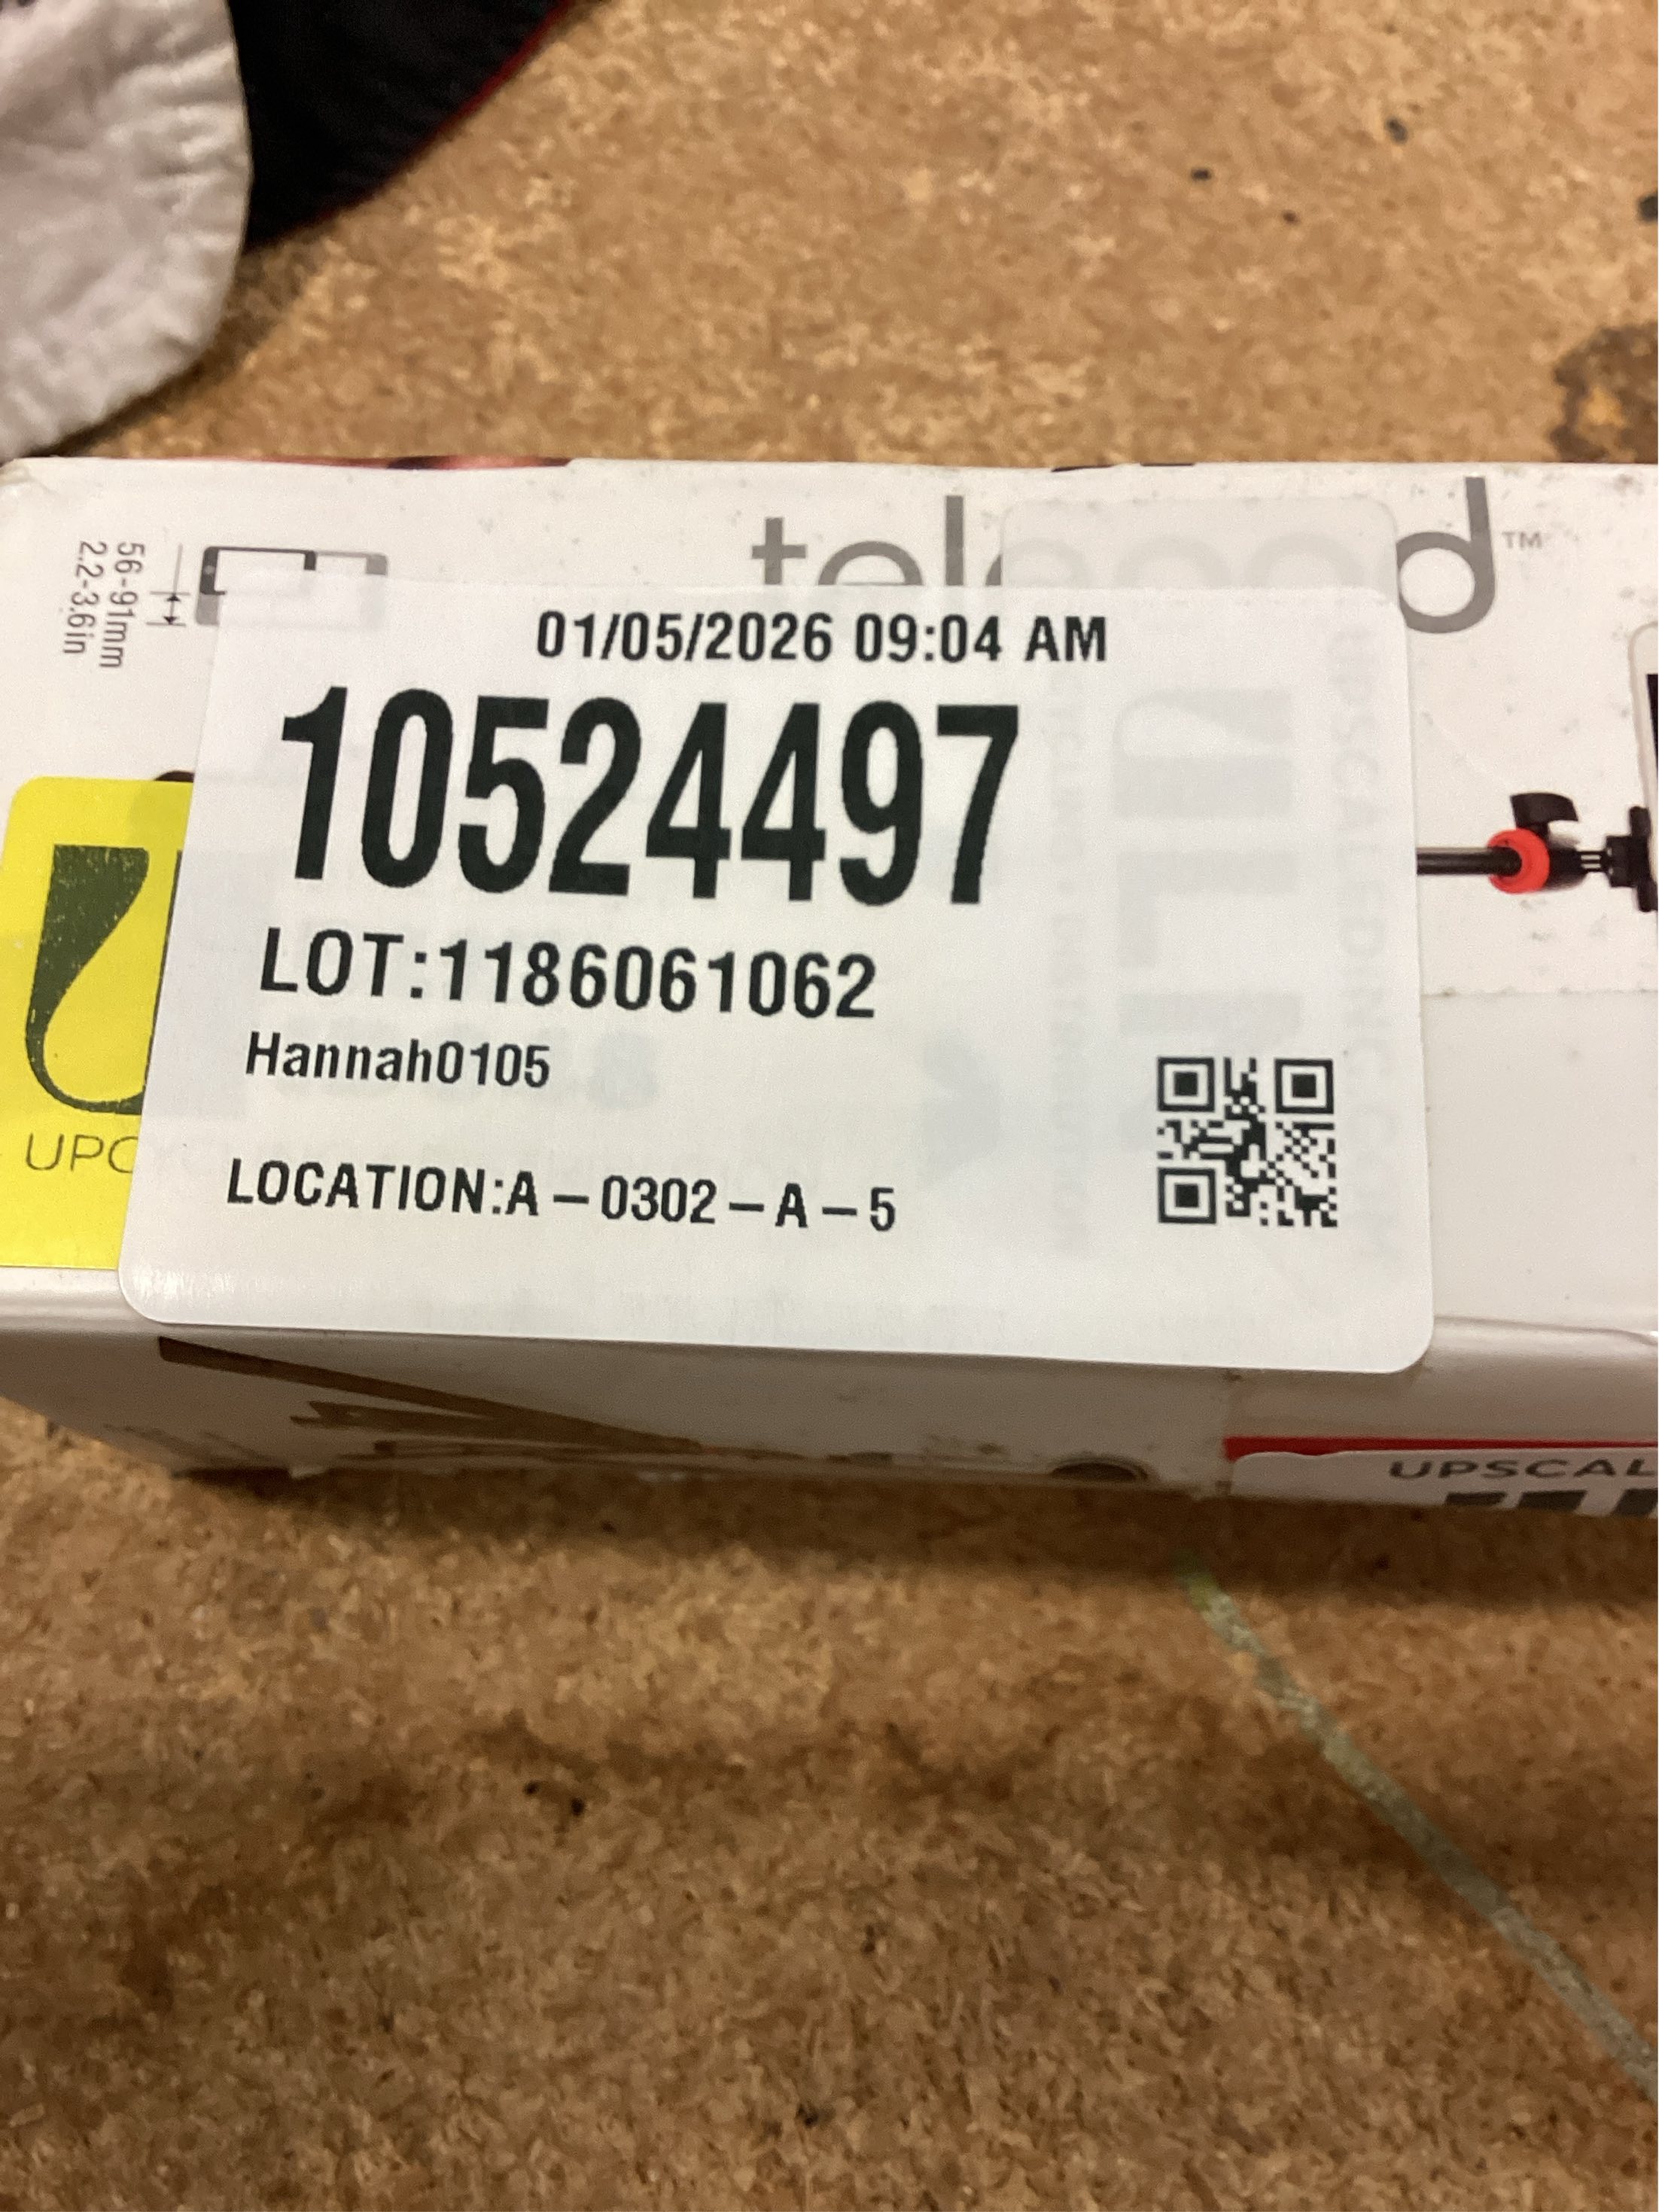 56-91mm
2.2-3.6in
telepod™
01/05/2026 09:04 AM
10524497
LOT:1186061062
Hannah0105
LOCATION:A-0302-A-5
UPC
UPSCAL